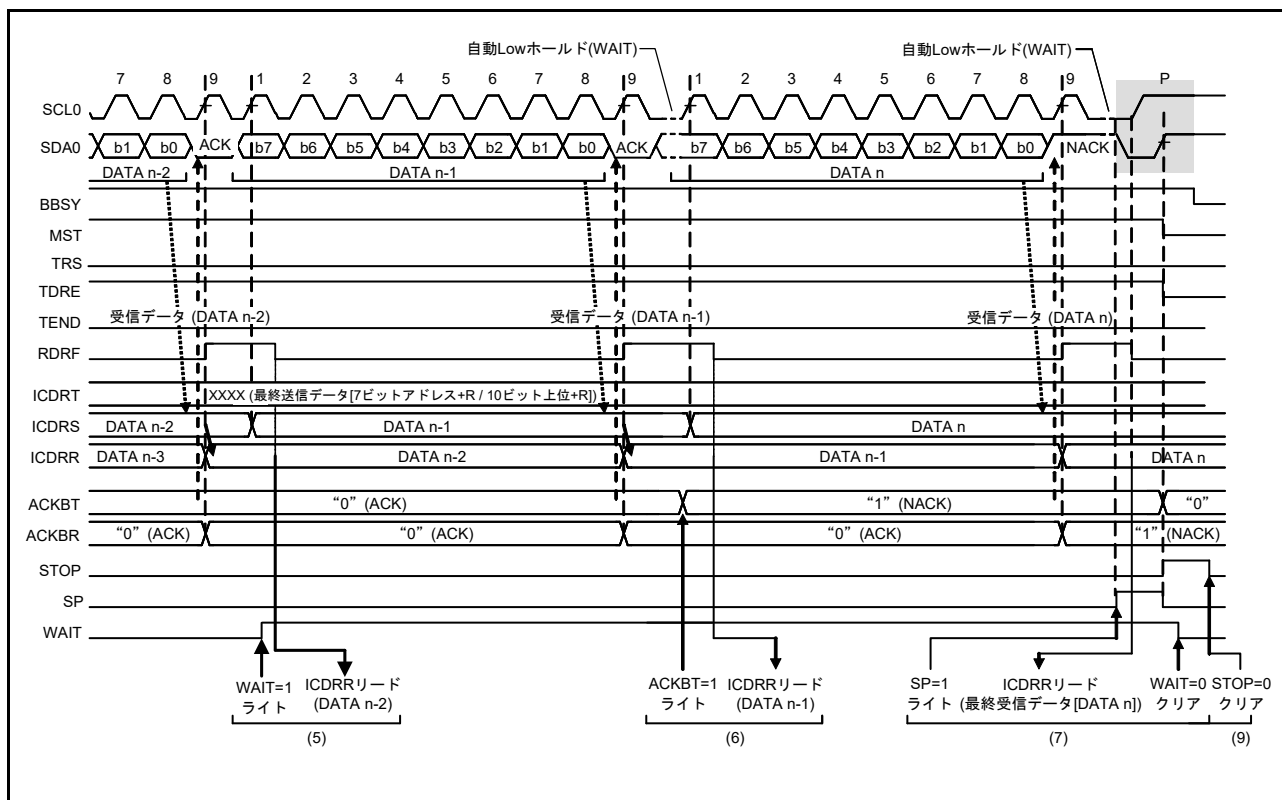 自動Lowホールド(WAIT)
自動Lowホールド(WAIT)
7 8 9 1 2 3 4 5 6 7 8 9 1 2 3 4 5 6 7 8 9 P
SCL0
SDA0 b1 b0 ACK b7 b6 b5 b4 b3 b2 b1 b0 ACK b7 b6 b5 b4 b3 b2 b1 b0 NACK
DATA n-2 DATA n-1 DATA n
BBSY
MST
TRS
TDRE
受信データ (DATA n-2) 受信データ (DATA n-1) 受信データ (DATA n)
TEND
RDRF
ICDRT XXXX (最終送信データ[7ビットアドレス+R / 10ビット上位+R])
ICDRS DATA n-2 DATA n-1 DATA n
ICDRR DATA n-3 DATA n-2 DATA n-1 DATA n
ACKBT “0” (ACK) “1” (NACK) “0”
ACKBR “0” (ACK) “0” (ACK) “0” (ACK) “1” (NACK)
STOP
SP
WAIT
WAIT=1 ICDRRリード ACKBT=1 ICDRRリード SP=1 ICDRRリード WAIT=0 STOP=0
ライト (DATA n-2) ライト (DATA n-1) ライト (最終受信データ[DATA n]) クリア クリア
(5) (6) (7) (9)